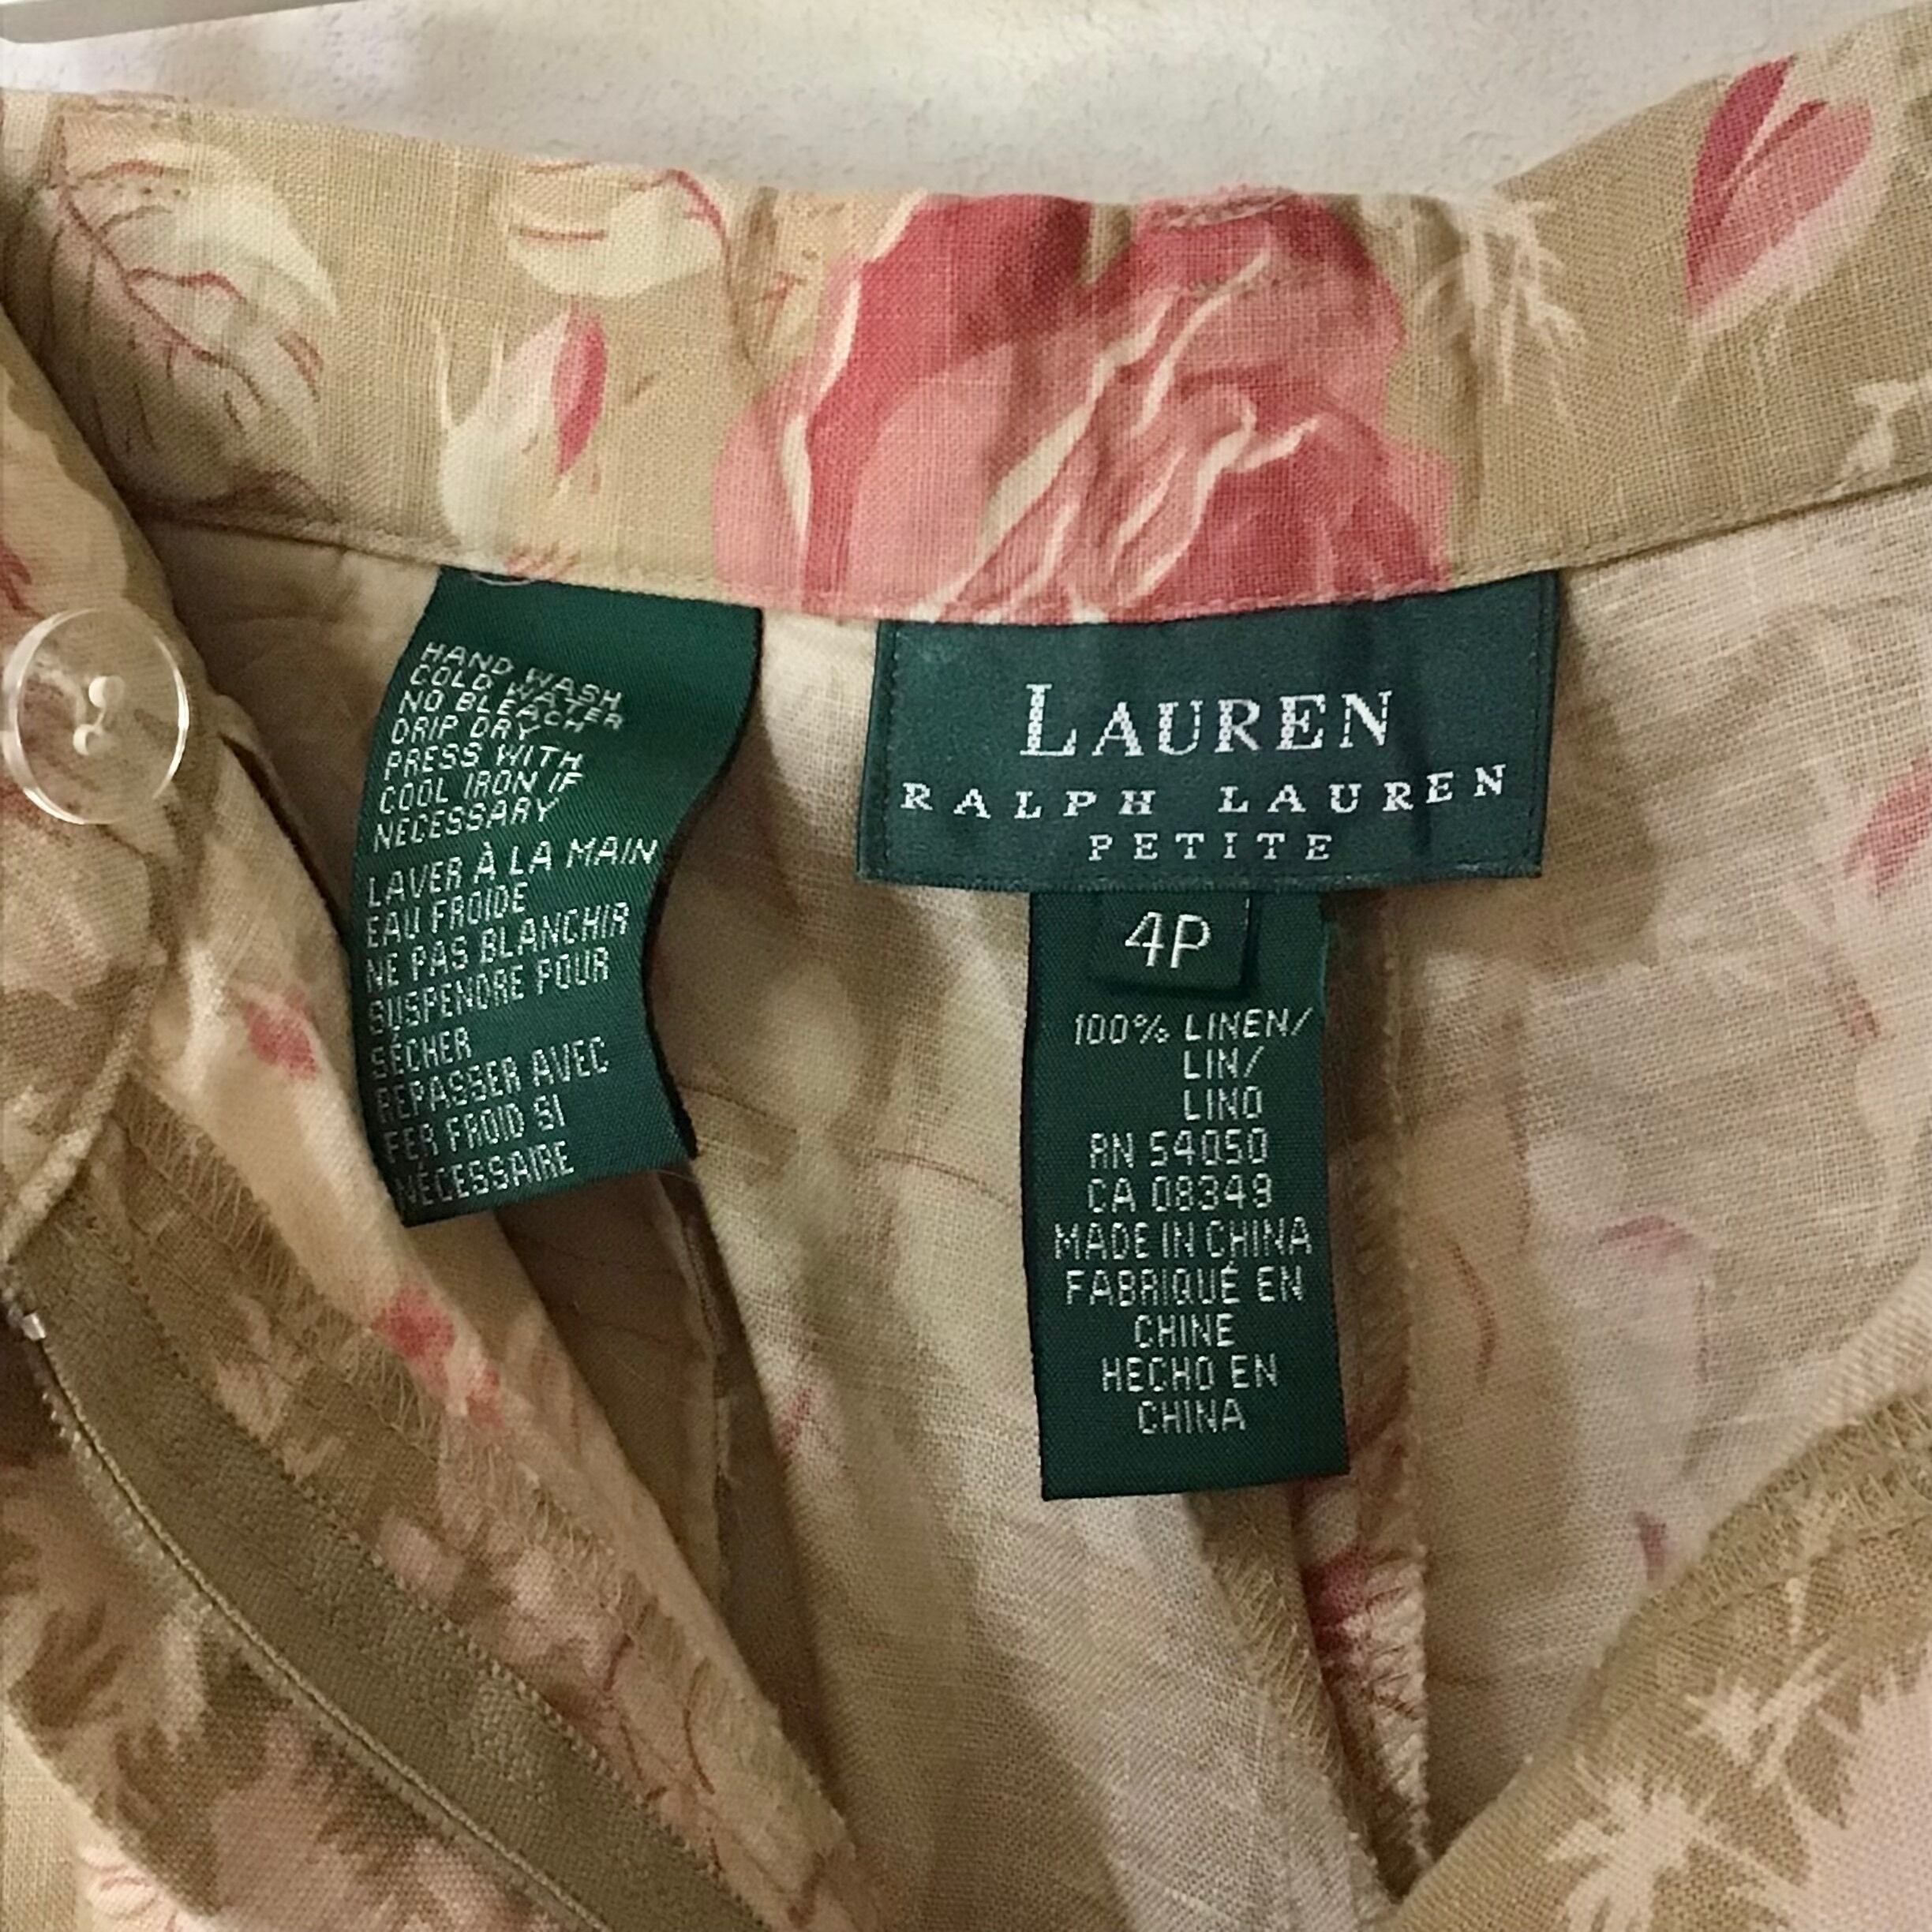 HAND WASH
COLD WATER
NO BLEACH
DRIP DRY
PRESS WITH
COOL IRON IF
NECESSARY
LAVER À LA MAIN
EAU FROIDE
NE PAS BLANCHIR
SUSPENDRE POUR
SÉCHER
REPASSER AVEC
FER FROID SI
NÉCESSAIRE
LAUREN
RALPH LAUREN
PETITE
4P
100% LINEN/
LIN/
LINO
RN 54050
CA 08349
MADE IN CHINA
FABRIQUÉ EN
CHINE
HECHO EN
CHINA